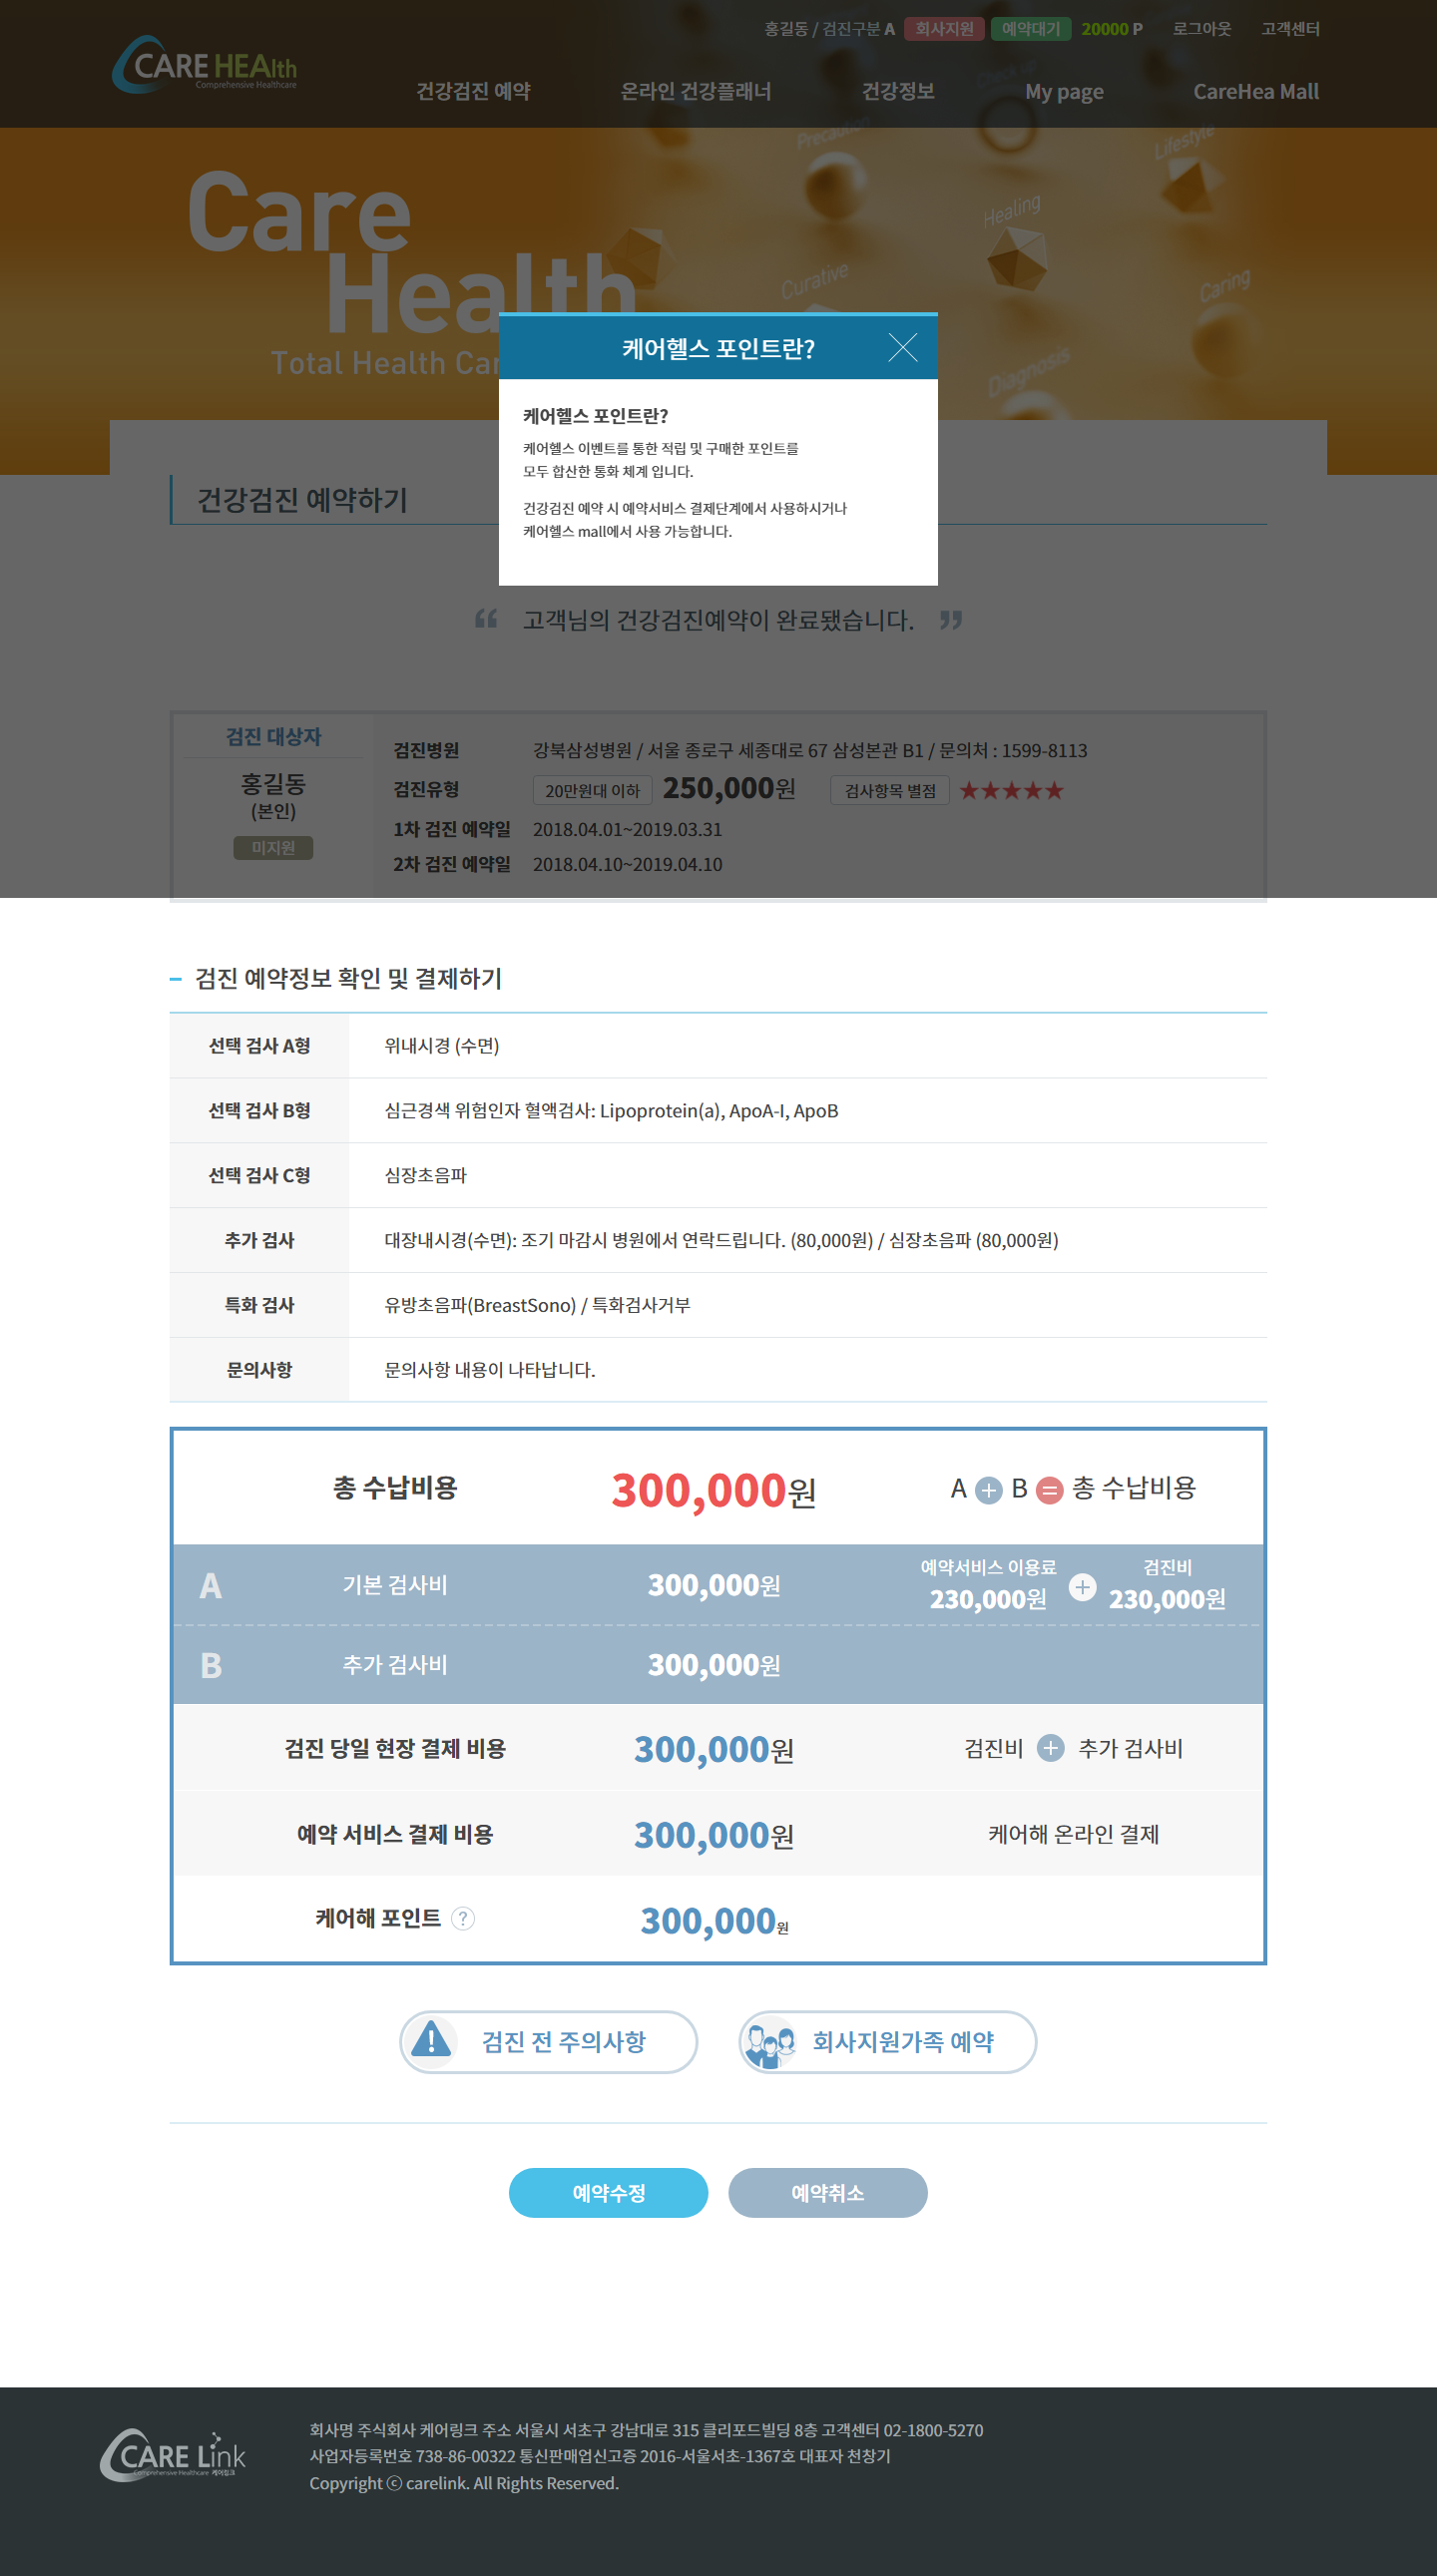 홍길동 / 검진구분 A 회사지원 예약대기 20000 P 로그아웃 고객센터
CARE HEAlth
Comprehensive Healthcare
건강검진 예약 온라인 건강플래너 건강정보 My page CareHea Mall
Check up
Precaution
Lifestyle
Care
Healing
Health
Curative
Caring
Total Health Car
Diagnosis
케어헬스 포인트란?
케어헬스 포인트란?
케어헬스 이벤트를 통한 적립 및 구매한 포인트를
모두 합산한 통화 체계 입니다.
건강검진 예약 시 예약서비스 결제단계에서 사용하시거나
케어헬스 mall에서 사용 가능합니다.
건강검진 예약하기
“ 고객님의 건강검진예약이 완료됐습니다. ”
검진 대상자
홍길동
(본인)
미지원
검진병원 강북삼성병원 / 서울 종로구 세종대로 67 삼성본관 B1 / 문의처 : 1599-8113
검진유형 20만원대 이하 250,000원 검사항목 별점 ★★★★★
1차 검진 예약일 2018.04.01~2019.03.31
2차 검진 예약일 2018.04.10~2019.04.10
검진 예약정보 확인 및 결제하기
선택 검사 A형 위내시경 (수면)
선택 검사 B형 심근경색 위험인자 혈액검사: Lipoprotein(a), ApoA-I, ApoB
선택 검사 C형 심장초음파
추가 검사 대장내시경(수면): 조기 마감시 병원에서 연락드립니다. (80,000원) / 심장초음파 (80,000원)
특화 검사 유방초음파(BreastSono) / 특화검사거부
문의사항 문의사항 내용이 나타납니다.
총 수납비용 300,000원 A + B = 총 수납비용
A 기본 검사비 300,000원 예약서비스 이용료 230,000원 + 검진비 230,000원
B 추가 검사비 300,000원
검진 당일 현장 결제 비용 300,000원 검진비 + 추가 검사비
예약 서비스 결제 비용 300,000원 케어해 온라인 결제
케어해 포인트 ? 300,000원
검진 전 주의사항 회사지원가족 예약
예약수정 예약취소
CARE Link
Comprehensive Healthcare 케어링크
회사명 주식회사 케어링크 주소 서울시 서초구 강남대로 315 클리포드빌딩 8층 고객센터 02-1800-5270
사업자등록번호 738-86-00322 통신판매업신고증 2016-서울서초-1367호 대표자 천창기
Copyright ⓒ carelink. All Rights Reserved.